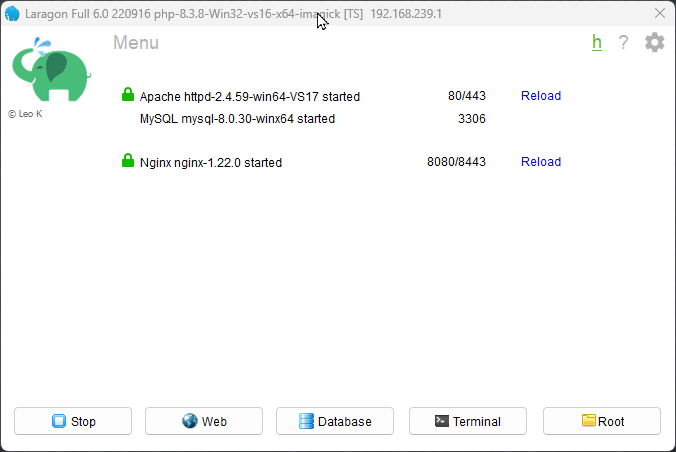 Laragon Full 6.0 220916 php-8.3.8-Win32-vs16-x64-imagick [TS] 192.168.239.1
Menu h ?
© Leo K
Apache httpd-2.4.59-win64-VS17 started 80/443 Reload
MySQL mysql-8.0.30-winx64 started 3306
Nginx nginx-1.22.0 started 8080/8443 Reload
Stop Web Database Terminal Root